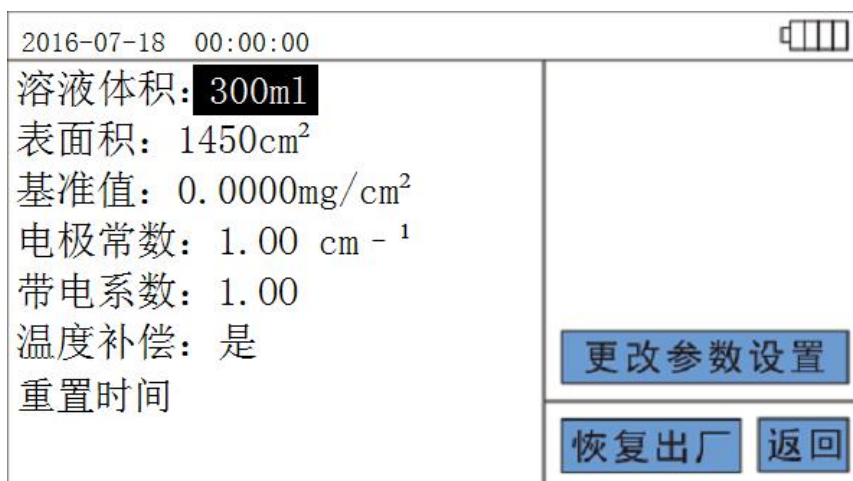 2016-07-18 00:00:00
溶液体积：300ml
表面积：1450cm²
基准值：0.0000mg/cm²
电极常数：1.00 cm-¹
带电系数：1.00
温度补偿：是
重置时间
更改参数设置
恢复出厂 返回